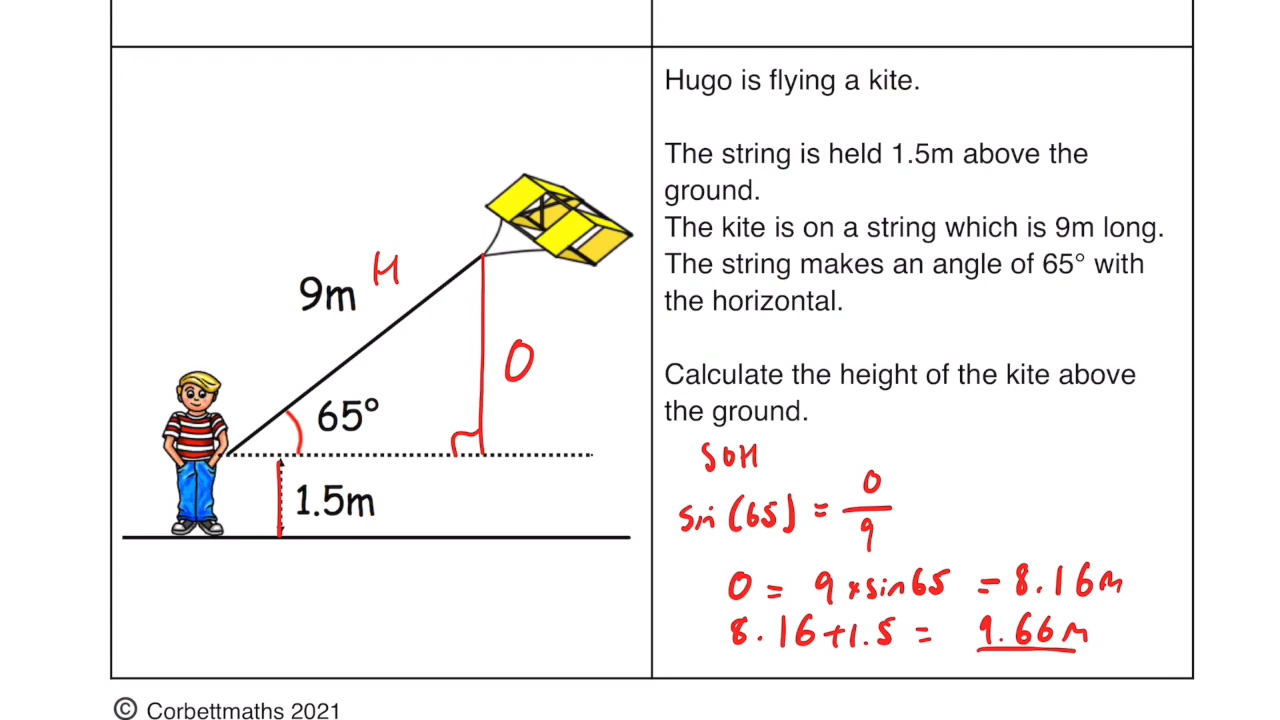 Hugo is flying a kite.
The string is held 1.5m above the
ground.
The kite is on a string which is 9m long.
The string makes an angle of 65° with
the horizontal.
Calculate the height of the kite above
the ground.
9m H
O
65°
1.5m
SOH
sin(65) = O/9
O = 9 × sin 65 = 8.16m
8.16 + 1.5 = 9.66m
© Corbettmaths 2021